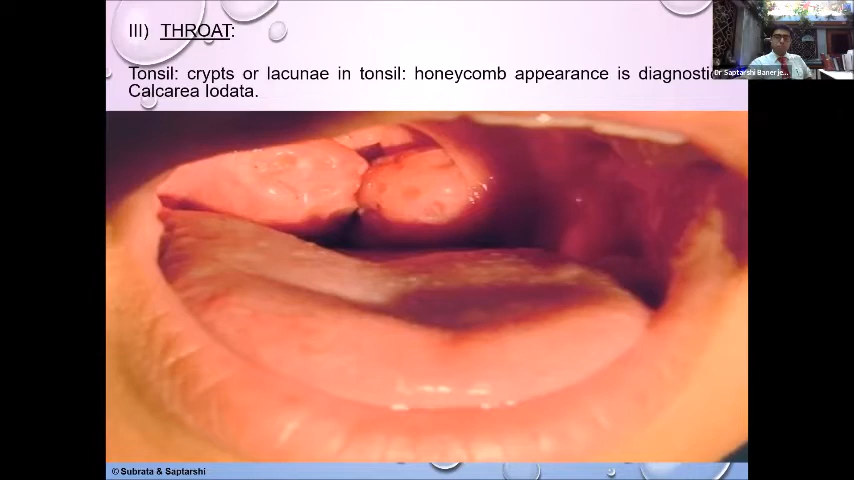 III) THROAT:
Tonsil: crypts or lacunae in tonsil: honeycomb appearance is diagnostic
Calcarea Iodata.
Dr Saptarshi Banerje...
© Subrata & Saptarshi